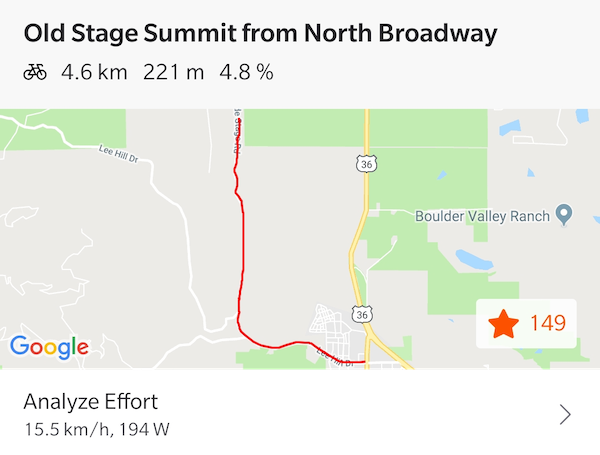 Old Stage Summit from North Broadway
4.6 km 221 m 4.8 %
Lee Hill Dr
36
Boulder Valley Ranch
36
149
Google
Lee Hill Dr
Analyze Effort
15.5 km/h, 194 W